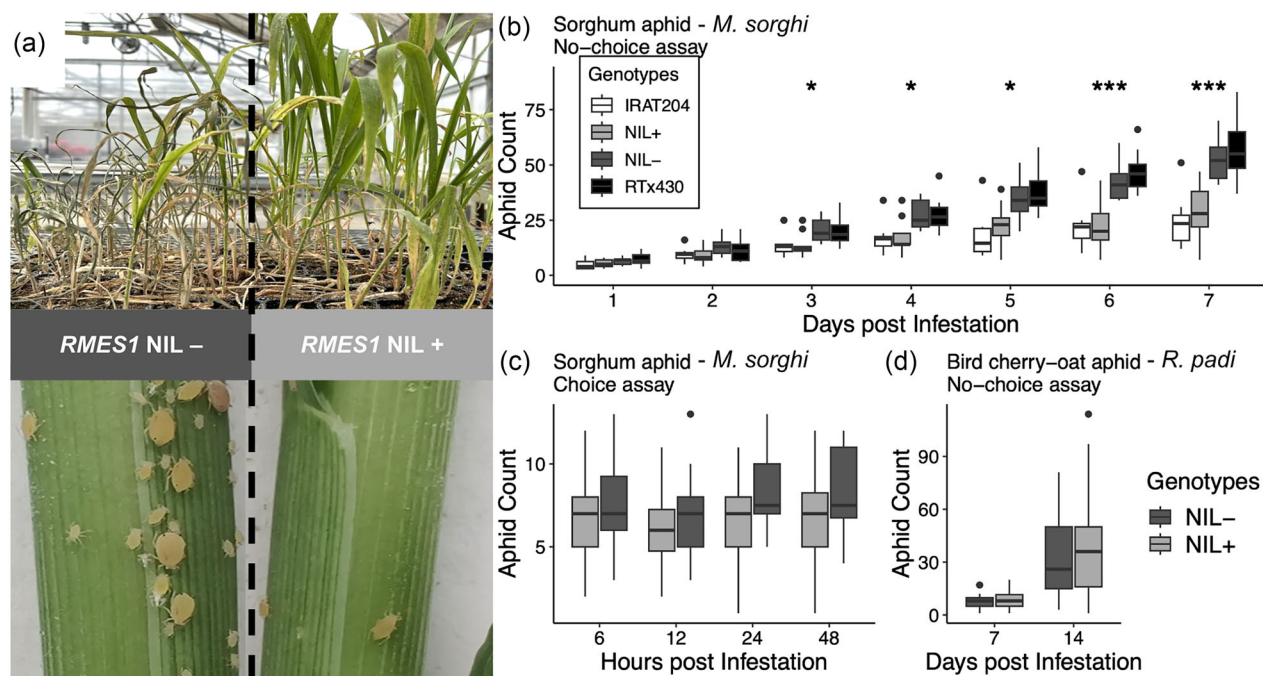 (a)
RMES1 NIL –
RMES1 NIL +
(b)
Sorghum aphid - M. sorghi
No−choice assay
Genotypes
IRAT204
NIL+
NIL−
RTx430
* * * *** ***
Aphid Count
75
50
25
0
1 2 3 4 5 6 7
Days post Infestation
(c)
Sorghum aphid - M. sorghi
Choice assay
Aphid Count
10
5
6 12 24 48
Hours post Infestation
(d)
Bird cherry−oat aphid - R. padi
No−choice assay
Aphid Count
90
60
30
0
7 14
Days post Infestation
Genotypes
NIL−
NIL+